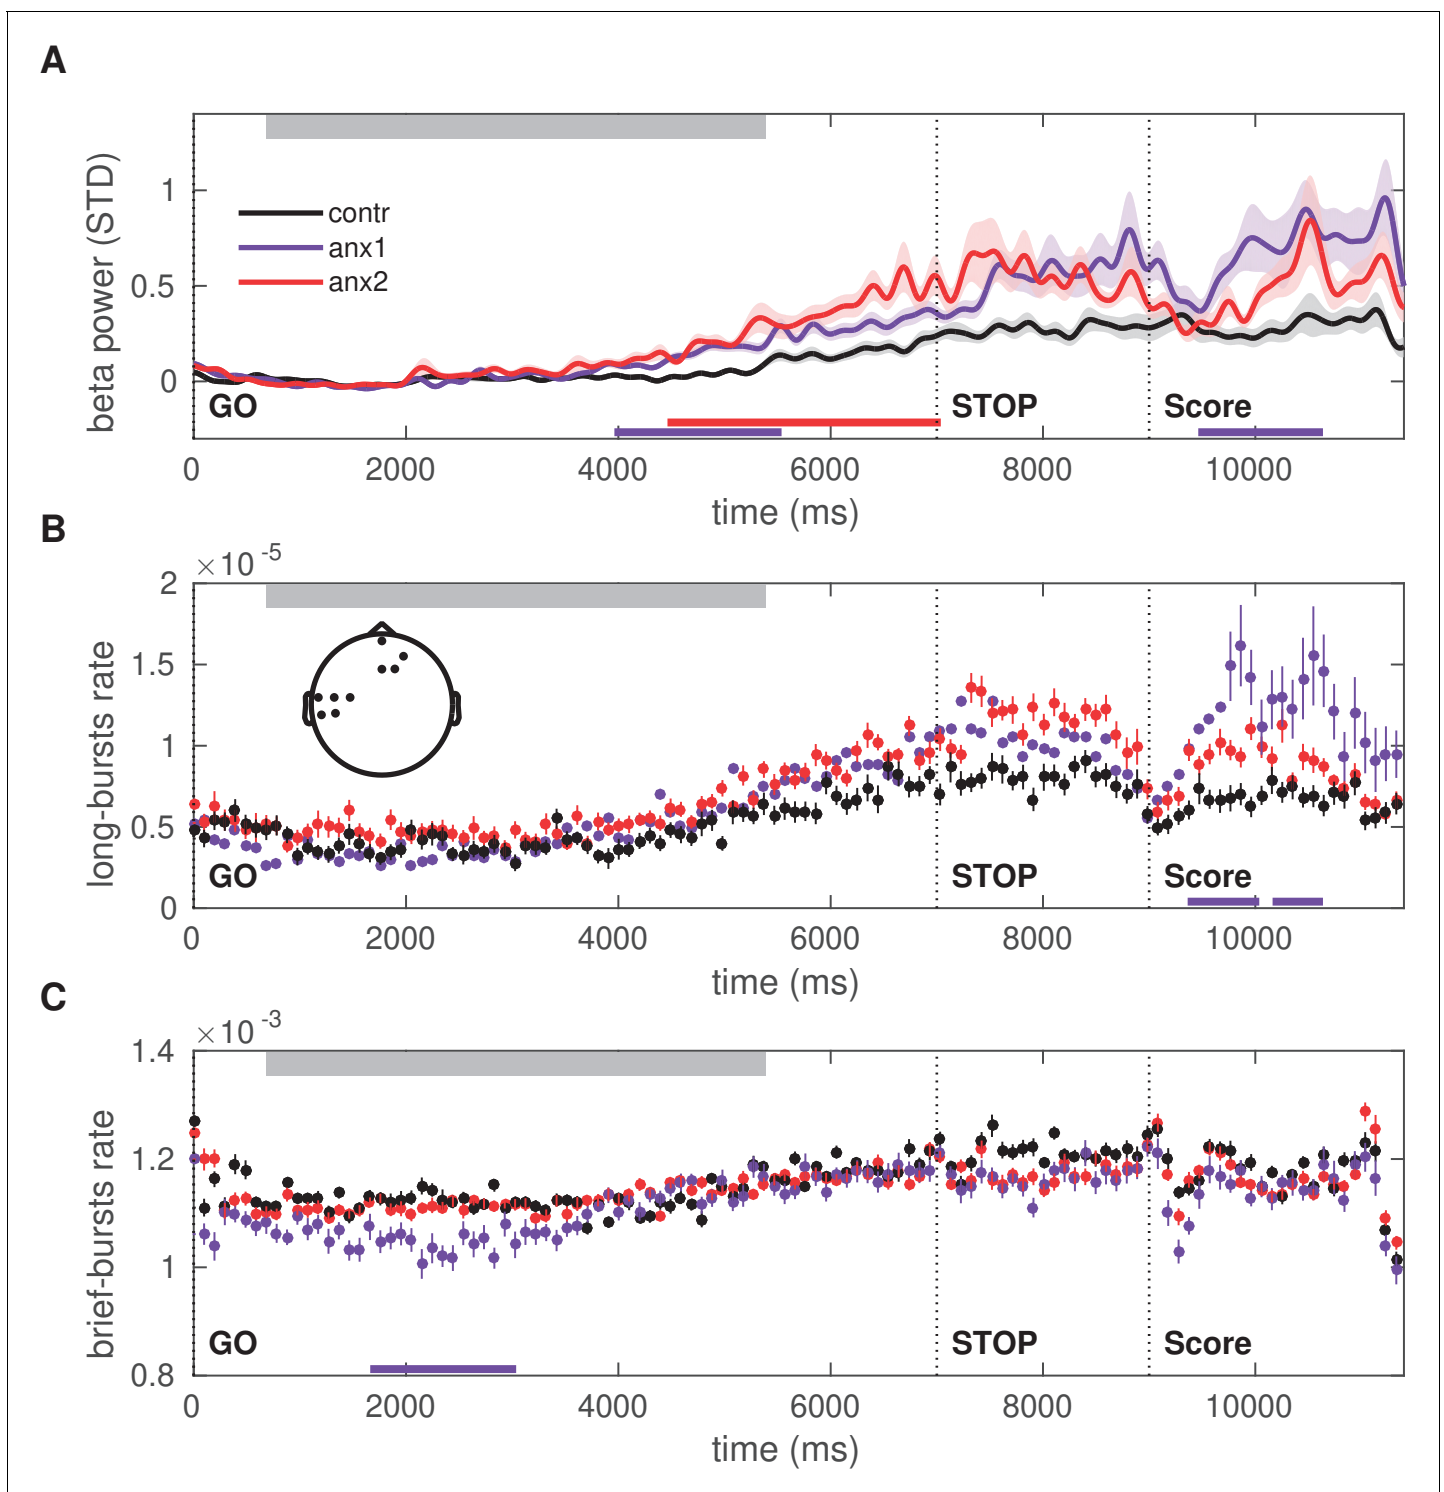 A
beta power (STD)
1
0.5
0
contr
anx1
anx2
GO
STOP
Score
0 2000 4000 6000 8000 10000
time (ms)
B
×10 -5
long-bursts rate
2
1.5
1
0.5
0
GO
STOP
Score
0 2000 4000 6000 8000 10000
time (ms)
C
×10 -3
brief-bursts rate
1.4
1.2
1
0.8
GO
STOP
Score
0 2000 4000 6000 8000 10000
time (ms)